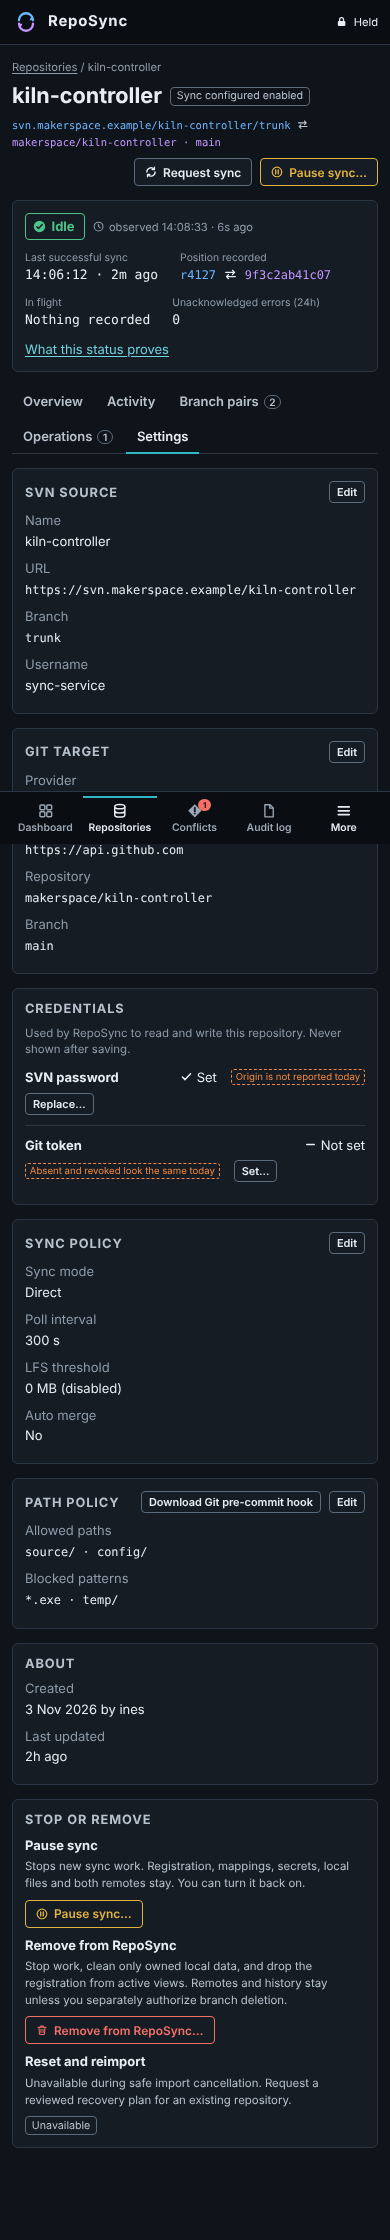 RepoSync
Held
Repositories / kiln-controller
kiln-controller
Sync configured enabled
svn.makerspace.example/kiln-controller/trunk ⇄
makerspace/kiln-controller · main
Request sync
Pause sync…
Idle
observed 14:08:33 · 6s ago
Last successful sync
Position recorded
14:06:12 · 2m ago
r4127 ⇄ 9f3c2ab41c07
In flight
Unacknowledged errors (24h)
Nothing recorded
0
What this status proves
Overview
Activity
Branch pairs 2
Operations 1
Settings
SVN SOURCE
Edit
Name
kiln-controller
URL
https://svn.makerspace.example/kiln-controller
Branch
trunk
Username
sync-service
GIT TARGET
Edit
Provider
Dashboard
Repositories
Conflicts
1
Audit log
More
https://api.github.com
Repository
makerspace/kiln-controller
Branch
main
CREDENTIALS
Used by RepoSync to read and write this repository. Never
shown after saving.
SVN password
Set
Origin is not reported today
Replace…
Git token
Not set
Absent and revoked look the same today
Set…
SYNC POLICY
Edit
Sync mode
Direct
Poll interval
300 s
LFS threshold
0 MB (disabled)
Auto merge
No
PATH POLICY
Download Git pre-commit hook
Edit
Allowed paths
source/ · config/
Blocked patterns
*.exe · temp/
ABOUT
Created
3 Nov 2026 by ines
Last updated
2h ago
STOP OR REMOVE
Pause sync
Stops new sync work. Registration, mappings, secrets, local
files and both remotes stay. You can turn it back on.
Pause sync…
Remove from RepoSync
Stop work, clean only owned local data, and drop the
registration from active views. Remotes and history stay
unless you separately authorize branch deletion.
Remove from RepoSync…
Reset and reimport
Unavailable during safe import cancellation. Request a
reviewed recovery plan for an existing repository.
Unavailable